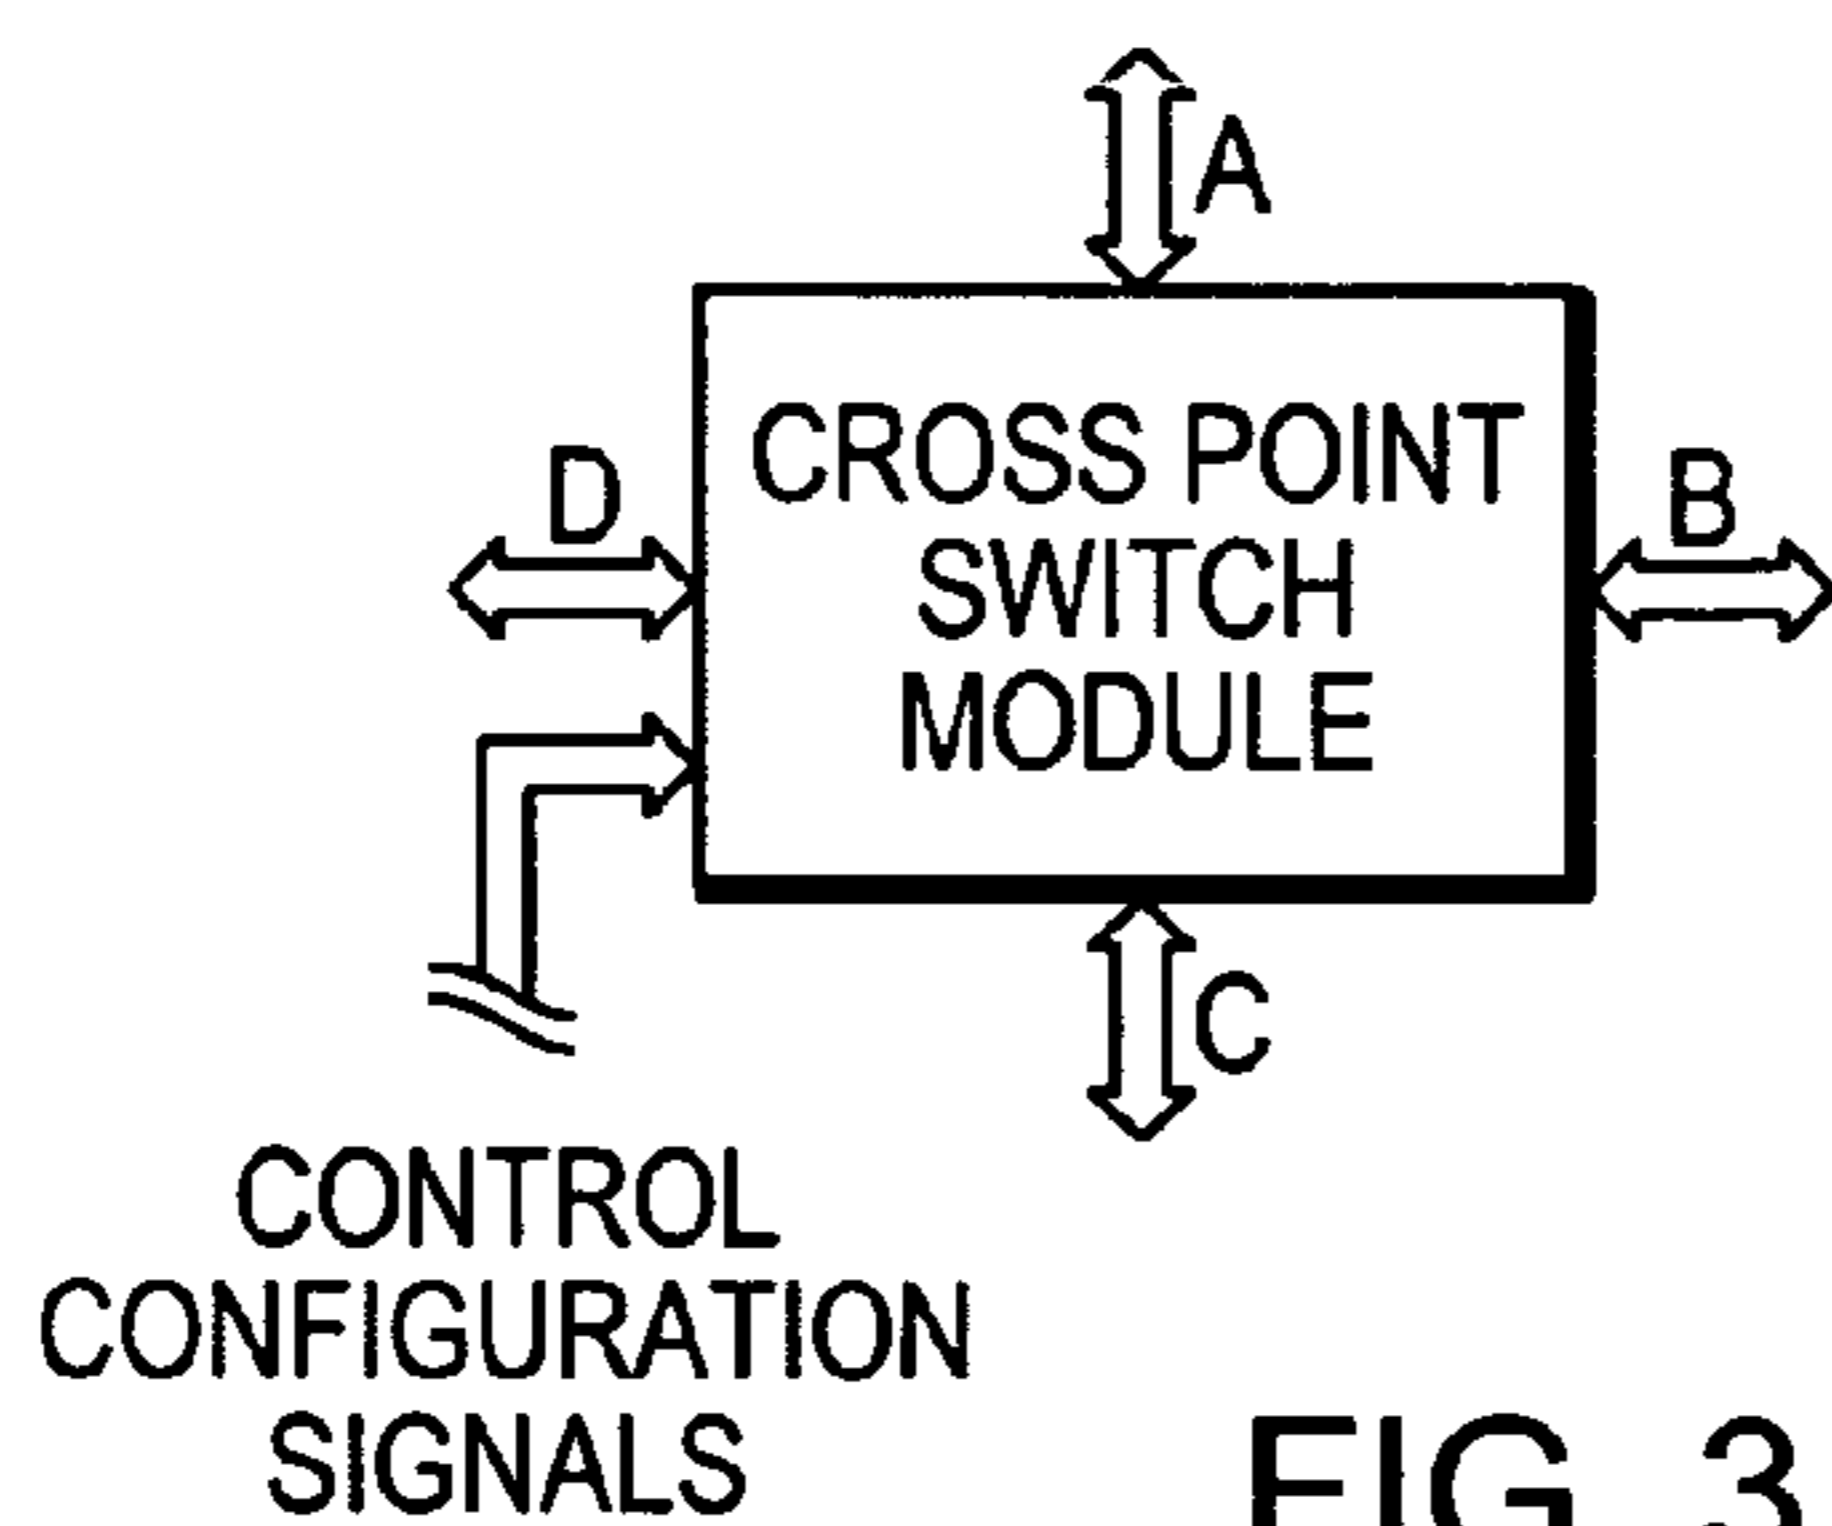 A
CROSS POINT
SWITCH
MODULE
D
B
C
CONTROL
CONFIGURATION
SIGNALS
FIG. 3